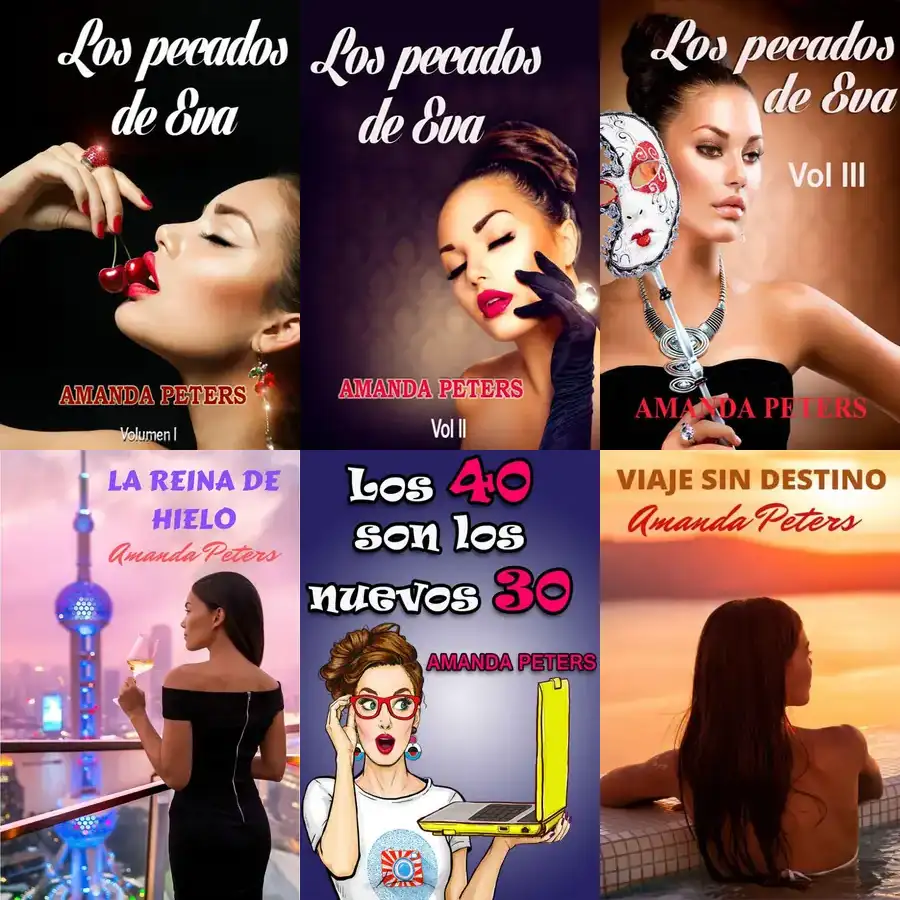 Los pecados
de Eva
AMANDA PETERS
Volumen I
Los pecados
de Eva
AMANDA PETERS
Vol II
Los pecados
de Eva
Vol III
AMANDA PETERS
LA REINA DE
HIELO
Amanda Peters
Los 40
son los
nuevos 30
AMANDA PETERS
VIAJE SIN DESTINO
Amanda Peters